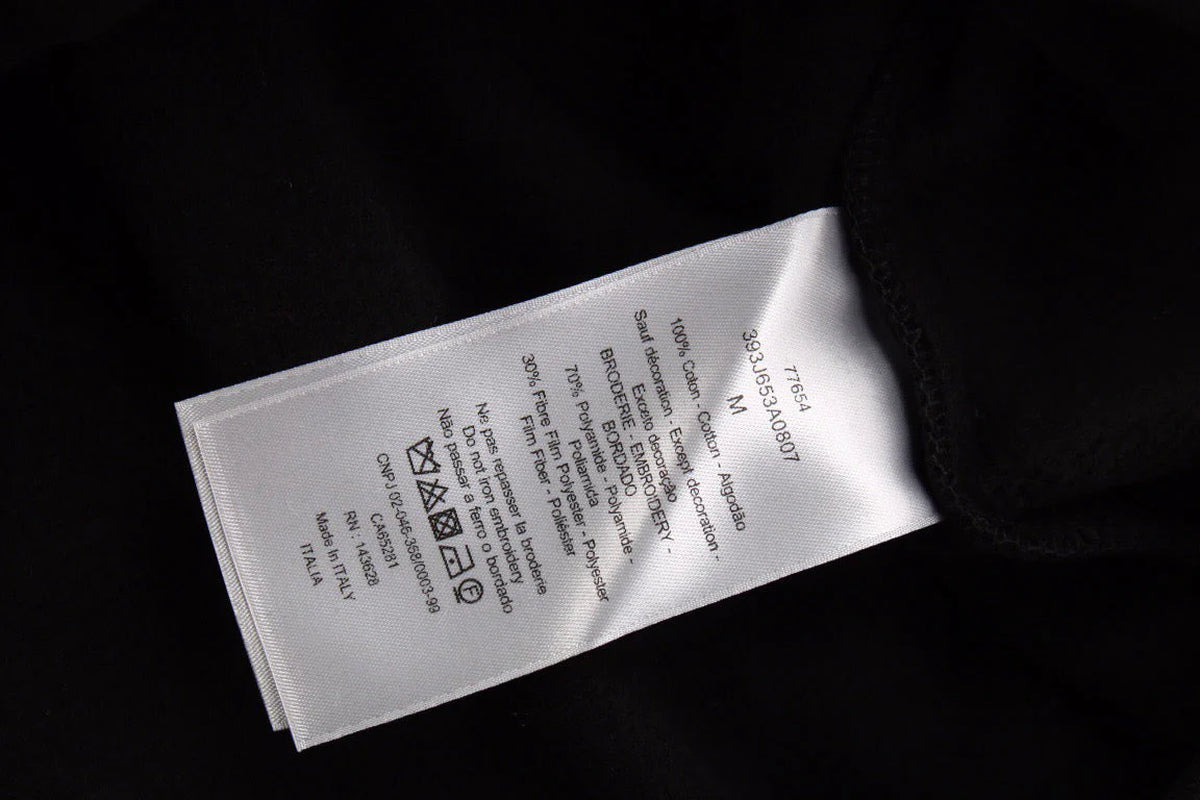 77654
393J653A0807
M
100% Coton - Cotton - Algodão
Sauf décoration - Except decoration -
Exceto decoração
BRODERIE - EMBROIDERY -
BORDADO
70% Polyamide - Polyamide -
Poliamida
30% Fibre Film Polyester - Polyester
Film Fiber - Poliéster
Ne pas repasser la broderie
Do not iron embroidery
Não passar a ferro o bordado
F
CNPJ 02-046-368/0003-99
CA65281
RN : 143628
Made In ITALY
ITALIA